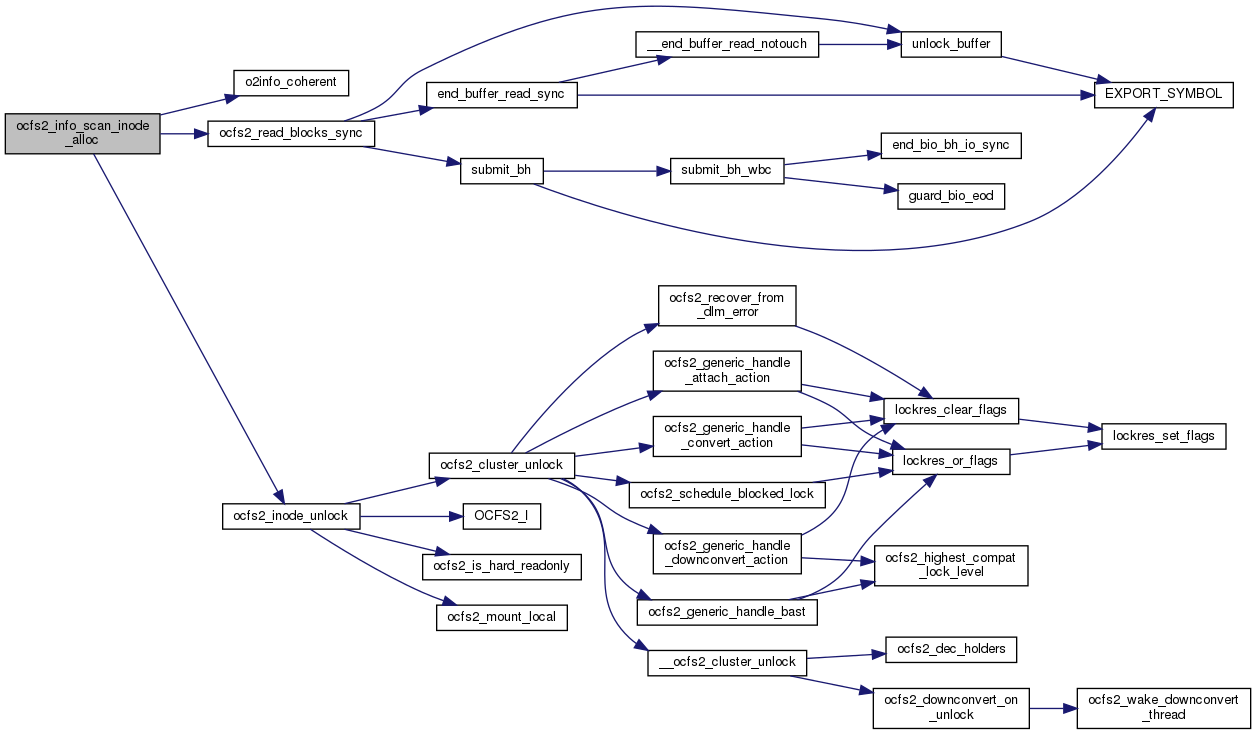 ocfs2_info_scan_inode
_alloc
o2info_coherent
ocfs2_read_blocks_sync
end_buffer_read_sync
__end_buffer_read_notouch
unlock_buffer
EXPORT_SYMBOL
submit_bh
submit_bh_wbc
end_bio_bh_io_sync
guard_bio_eod
ocfs2_inode_unlock
ocfs2_cluster_unlock
OCFS2_I
ocfs2_is_hard_readonly
ocfs2_mount_local
ocfs2_recover_from
_dlm_error
ocfs2_generic_handle
_attach_action
ocfs2_generic_handle
_convert_action
ocfs2_schedule_blocked_lock
ocfs2_generic_handle
_downconvert_action
ocfs2_generic_handle_bast
__ocfs2_cluster_unlock
lockres_clear_flags
lockres_or_flags
lockres_set_flags
ocfs2_highest_compat
_lock_level
ocfs2_dec_holders
ocfs2_downconvert_on
_unlock
ocfs2_wake_downconvert
_thread